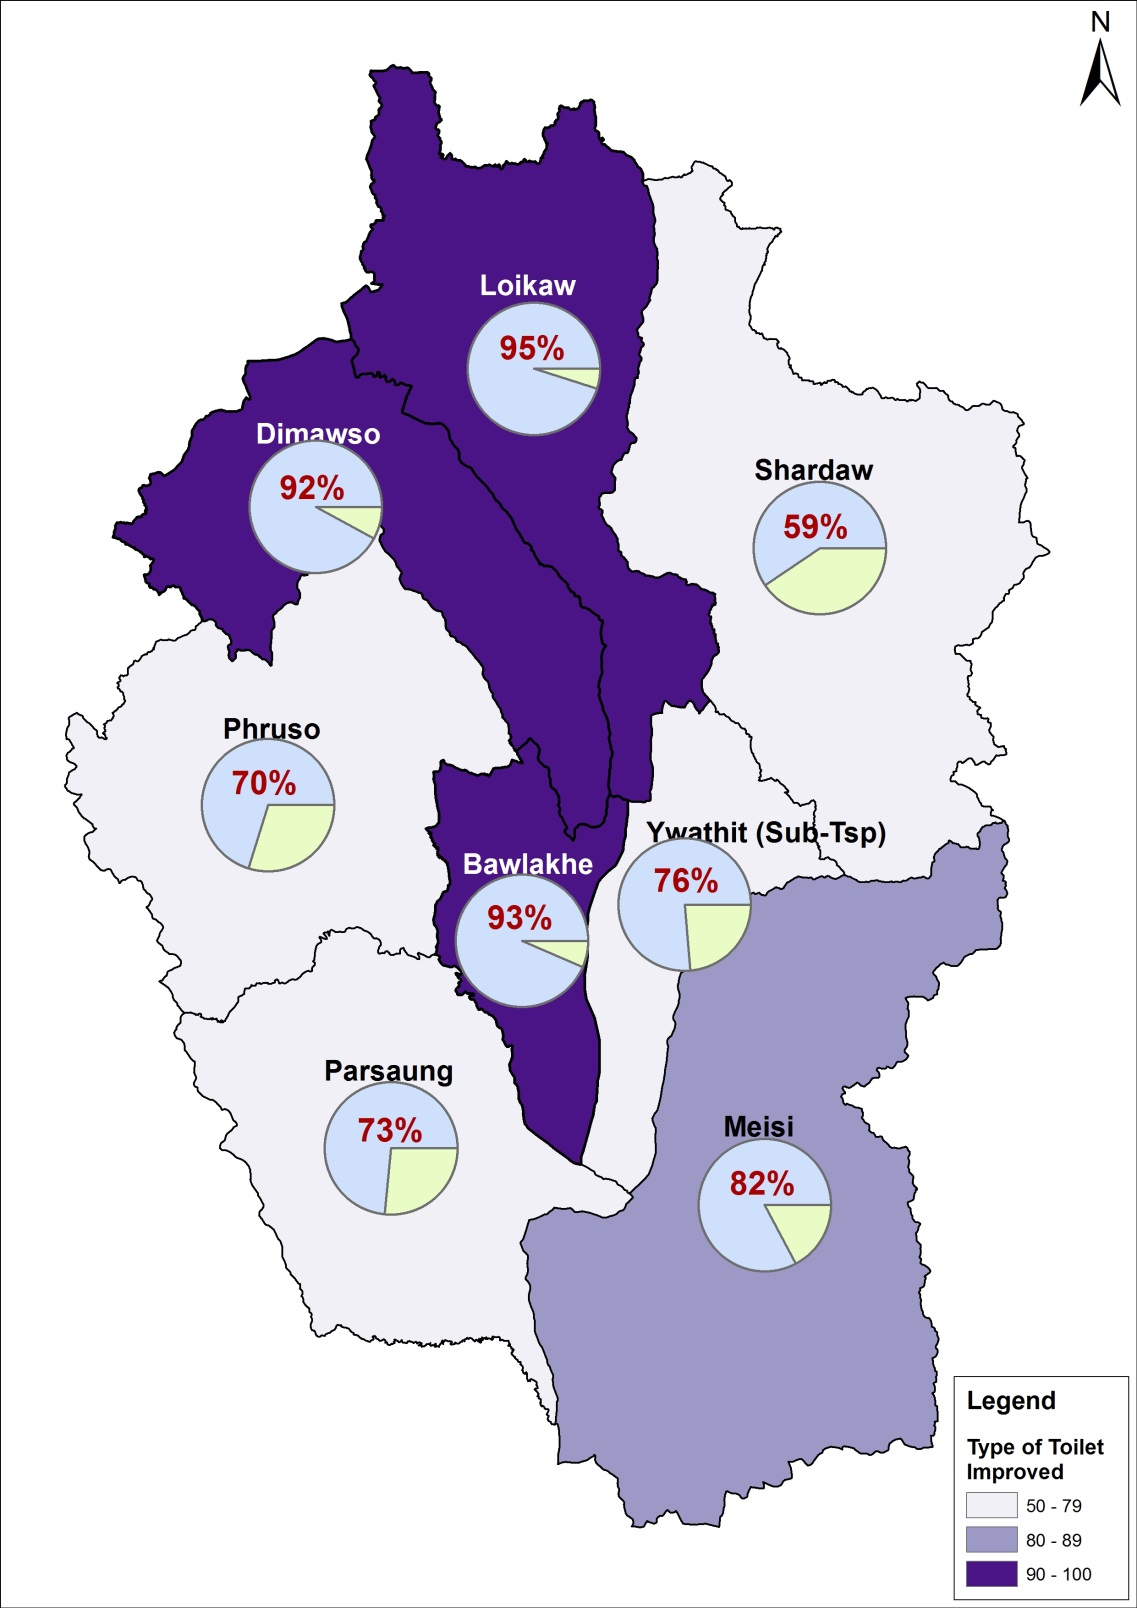 N
Loikaw
95%
Dimawso
92%
Shardaw
59%
Phruso
70%
Ywathit (Sub-Tsp)
76%
Bawlakhe
93%
Parsaung
73%
Meisi
82%
Legend
Type of Toilet
Improved
50 - 79
80 - 89
90 - 100